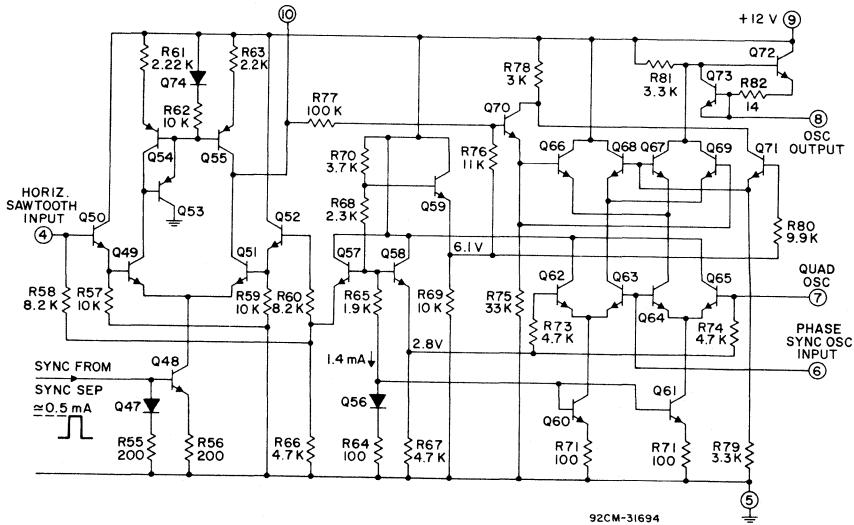 10
+12 V
9
R61
2.22 K
R63
2.2K
Q74
R62
10 K
Q54
Q55
Q53
R77
100 K
R78
3 K
Q70
R81
3.3 K
Q72
Q73
R82
14
8
OSC
OUTPUT
Q66
Q68
Q67
Q69
Q71
R70
3.7 K
R76
11 K
Q59
R68
2.3 K
HORIZ.
SAWTOOTH
INPUT
4
Q50
Q49
Q51
Q52
Q57
Q58
6.1 V
R80
9.9 K
R58
8.2 K
R57
10K
R59
10K
R60
8.2 K
R65
1.9 K
R69
10 K
R75
33K
Q62
Q63
Q64
Q65
QUAD
OSC
7
R73
4.7 K
R74
4.7 K
PHASE
SYNC OSC
INPUT
6
2.8V
1.4 mA
Q48
SYNC FROM
SYNC SEP
≃0.5 mA
Q47
Q56
Q60
Q61
R55
200
R56
200
R66
4.7 K
R64
100
R67
4.7 K
R71
100
R71
100
R79
3.3 K
5
92CM-31694